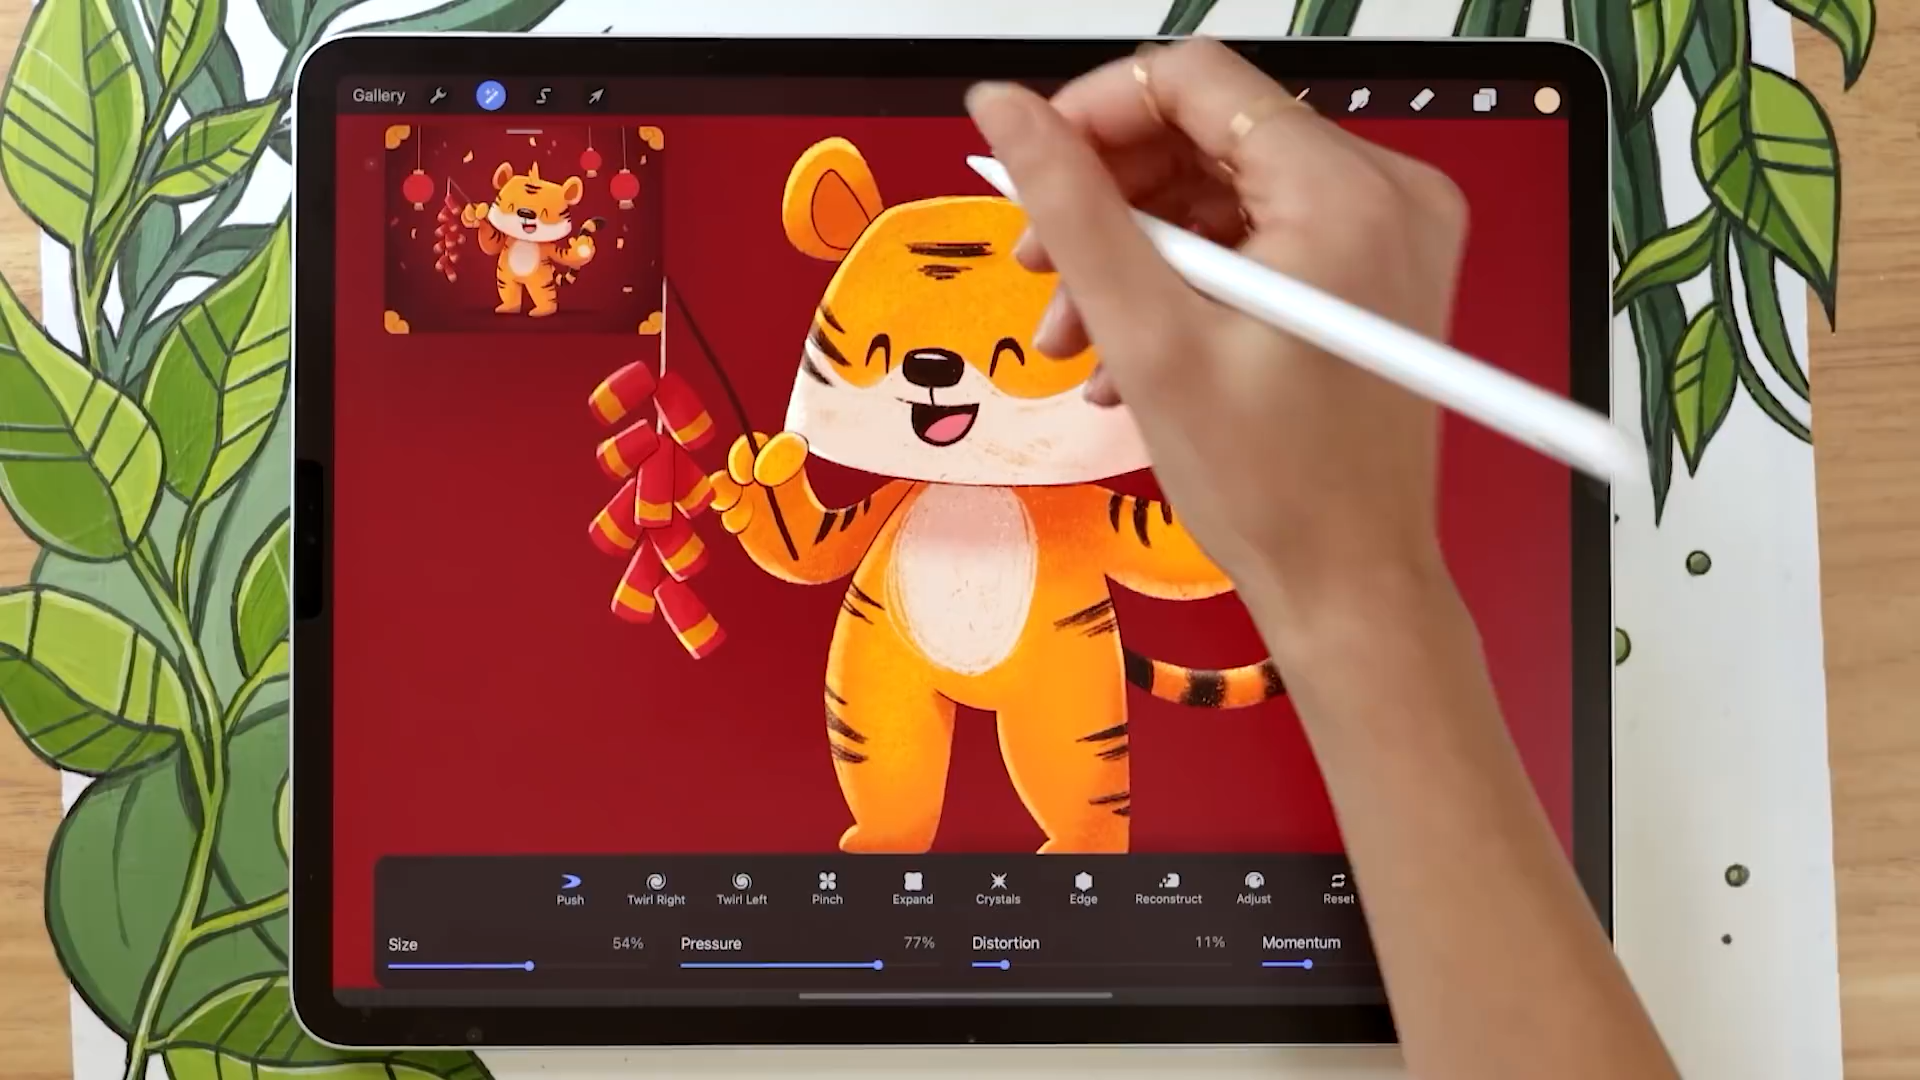 Gallery
Push Twirl Right Twirl Left Pinch Expand Crystals Edge Reconstruct Adjust Reset
Size 54% Pressure 77% Distortion 11% Momentum